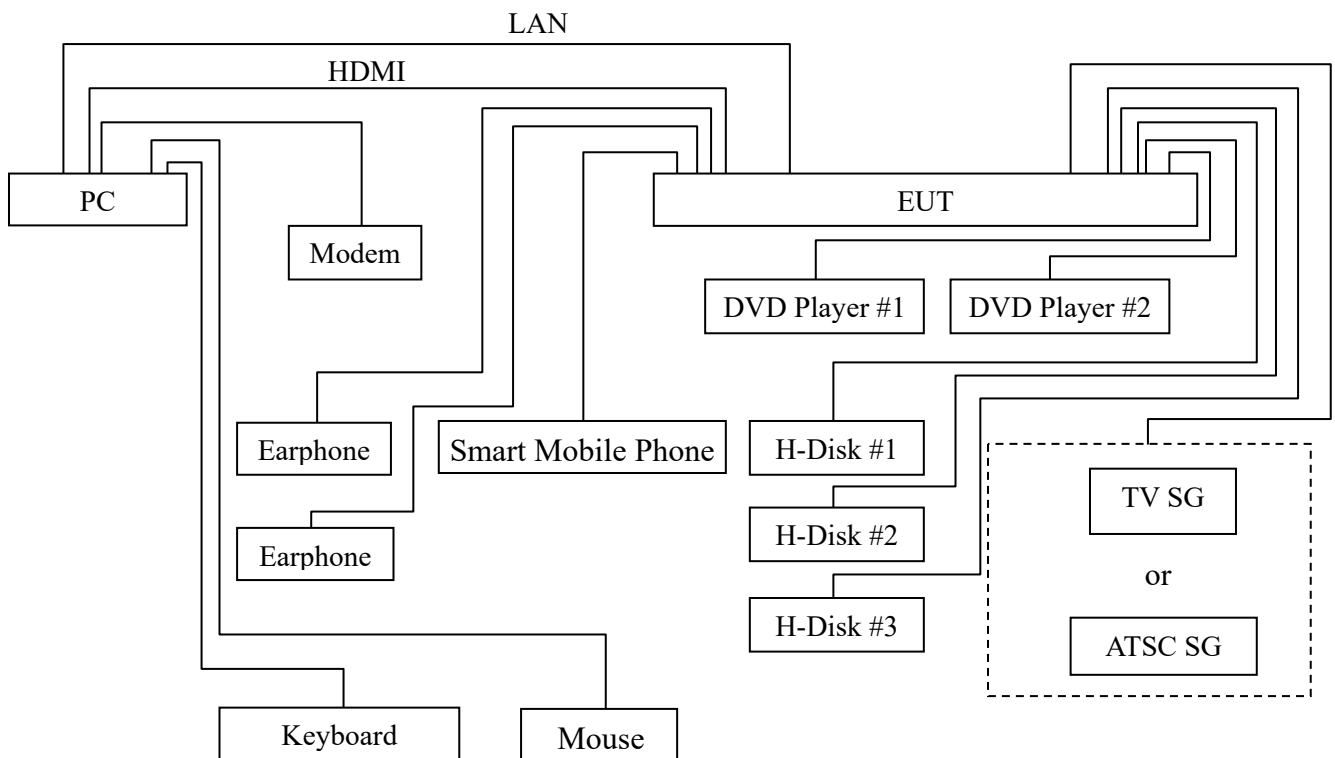 LAN
HDMI
PC
EUT
Modem
DVD Player #1
DVD Player #2
Earphone
Smart Mobile Phone
H-Disk #1
TV SG
H-Disk #2
Earphone
or
H-Disk #3
ATSC SG
Keyboard
Mouse